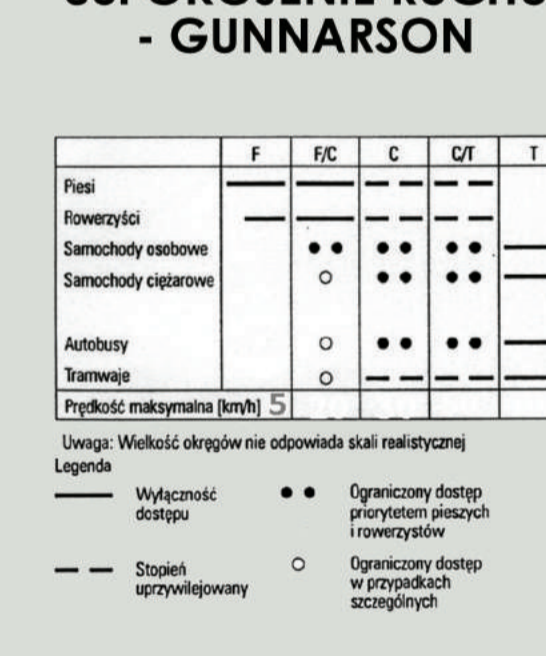 - GUNNARSON
F F/C C C/T T
Piesi
Rowerzyści
Samochody osobowe
Samochody ciężarowe
Autobusy
Tramwaje
Prędkość maksymalna [km/h] 5
Uwaga: Wielkość okręgów nie odpowiada skali realistycznej
Legenda
Wyłączność
dostępu
Ograniczony dostęp
priorytetem pieszych
i rowerzystów
Stopień
uprzywilejowany
Ograniczony dostęp
w przypadkach
szczególnych